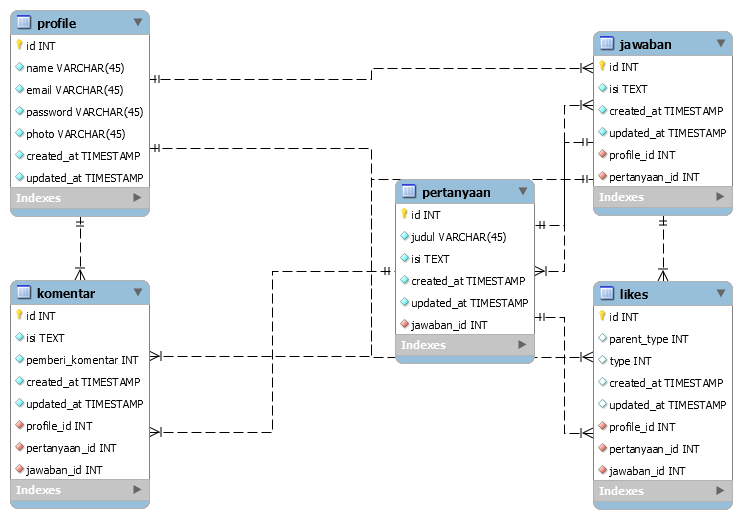 profile
id INT
name VARCHAR(45)
email VARCHAR(45)
password VARCHAR(45)
photo VARCHAR(45)
created_at TIMESTAMP
updated_at TIMESTAMP
Indexes
jawaban
id INT
isi TEXT
created_at TIMESTAMP
updated_at TIMESTAMP
profile_id INT
pertanyaan_id INT
Indexes
pertanyaan
id INT
judul VARCHAR(45)
isi TEXT
created_at TIMESTAMP
updated_at TIMESTAMP
jawaban_id INT
Indexes
komentar
id INT
isi TEXT
pemberi_komentar INT
created_at TIMESTAMP
updated_at TIMESTAMP
profile_id INT
pertanyaan_id INT
jawaban_id INT
Indexes
likes
id INT
parent_type INT
type INT
created_at TIMESTAMP
updated_at TIMESTAMP
profile_id INT
pertanyaan_id INT
jawaban_id INT
Indexes